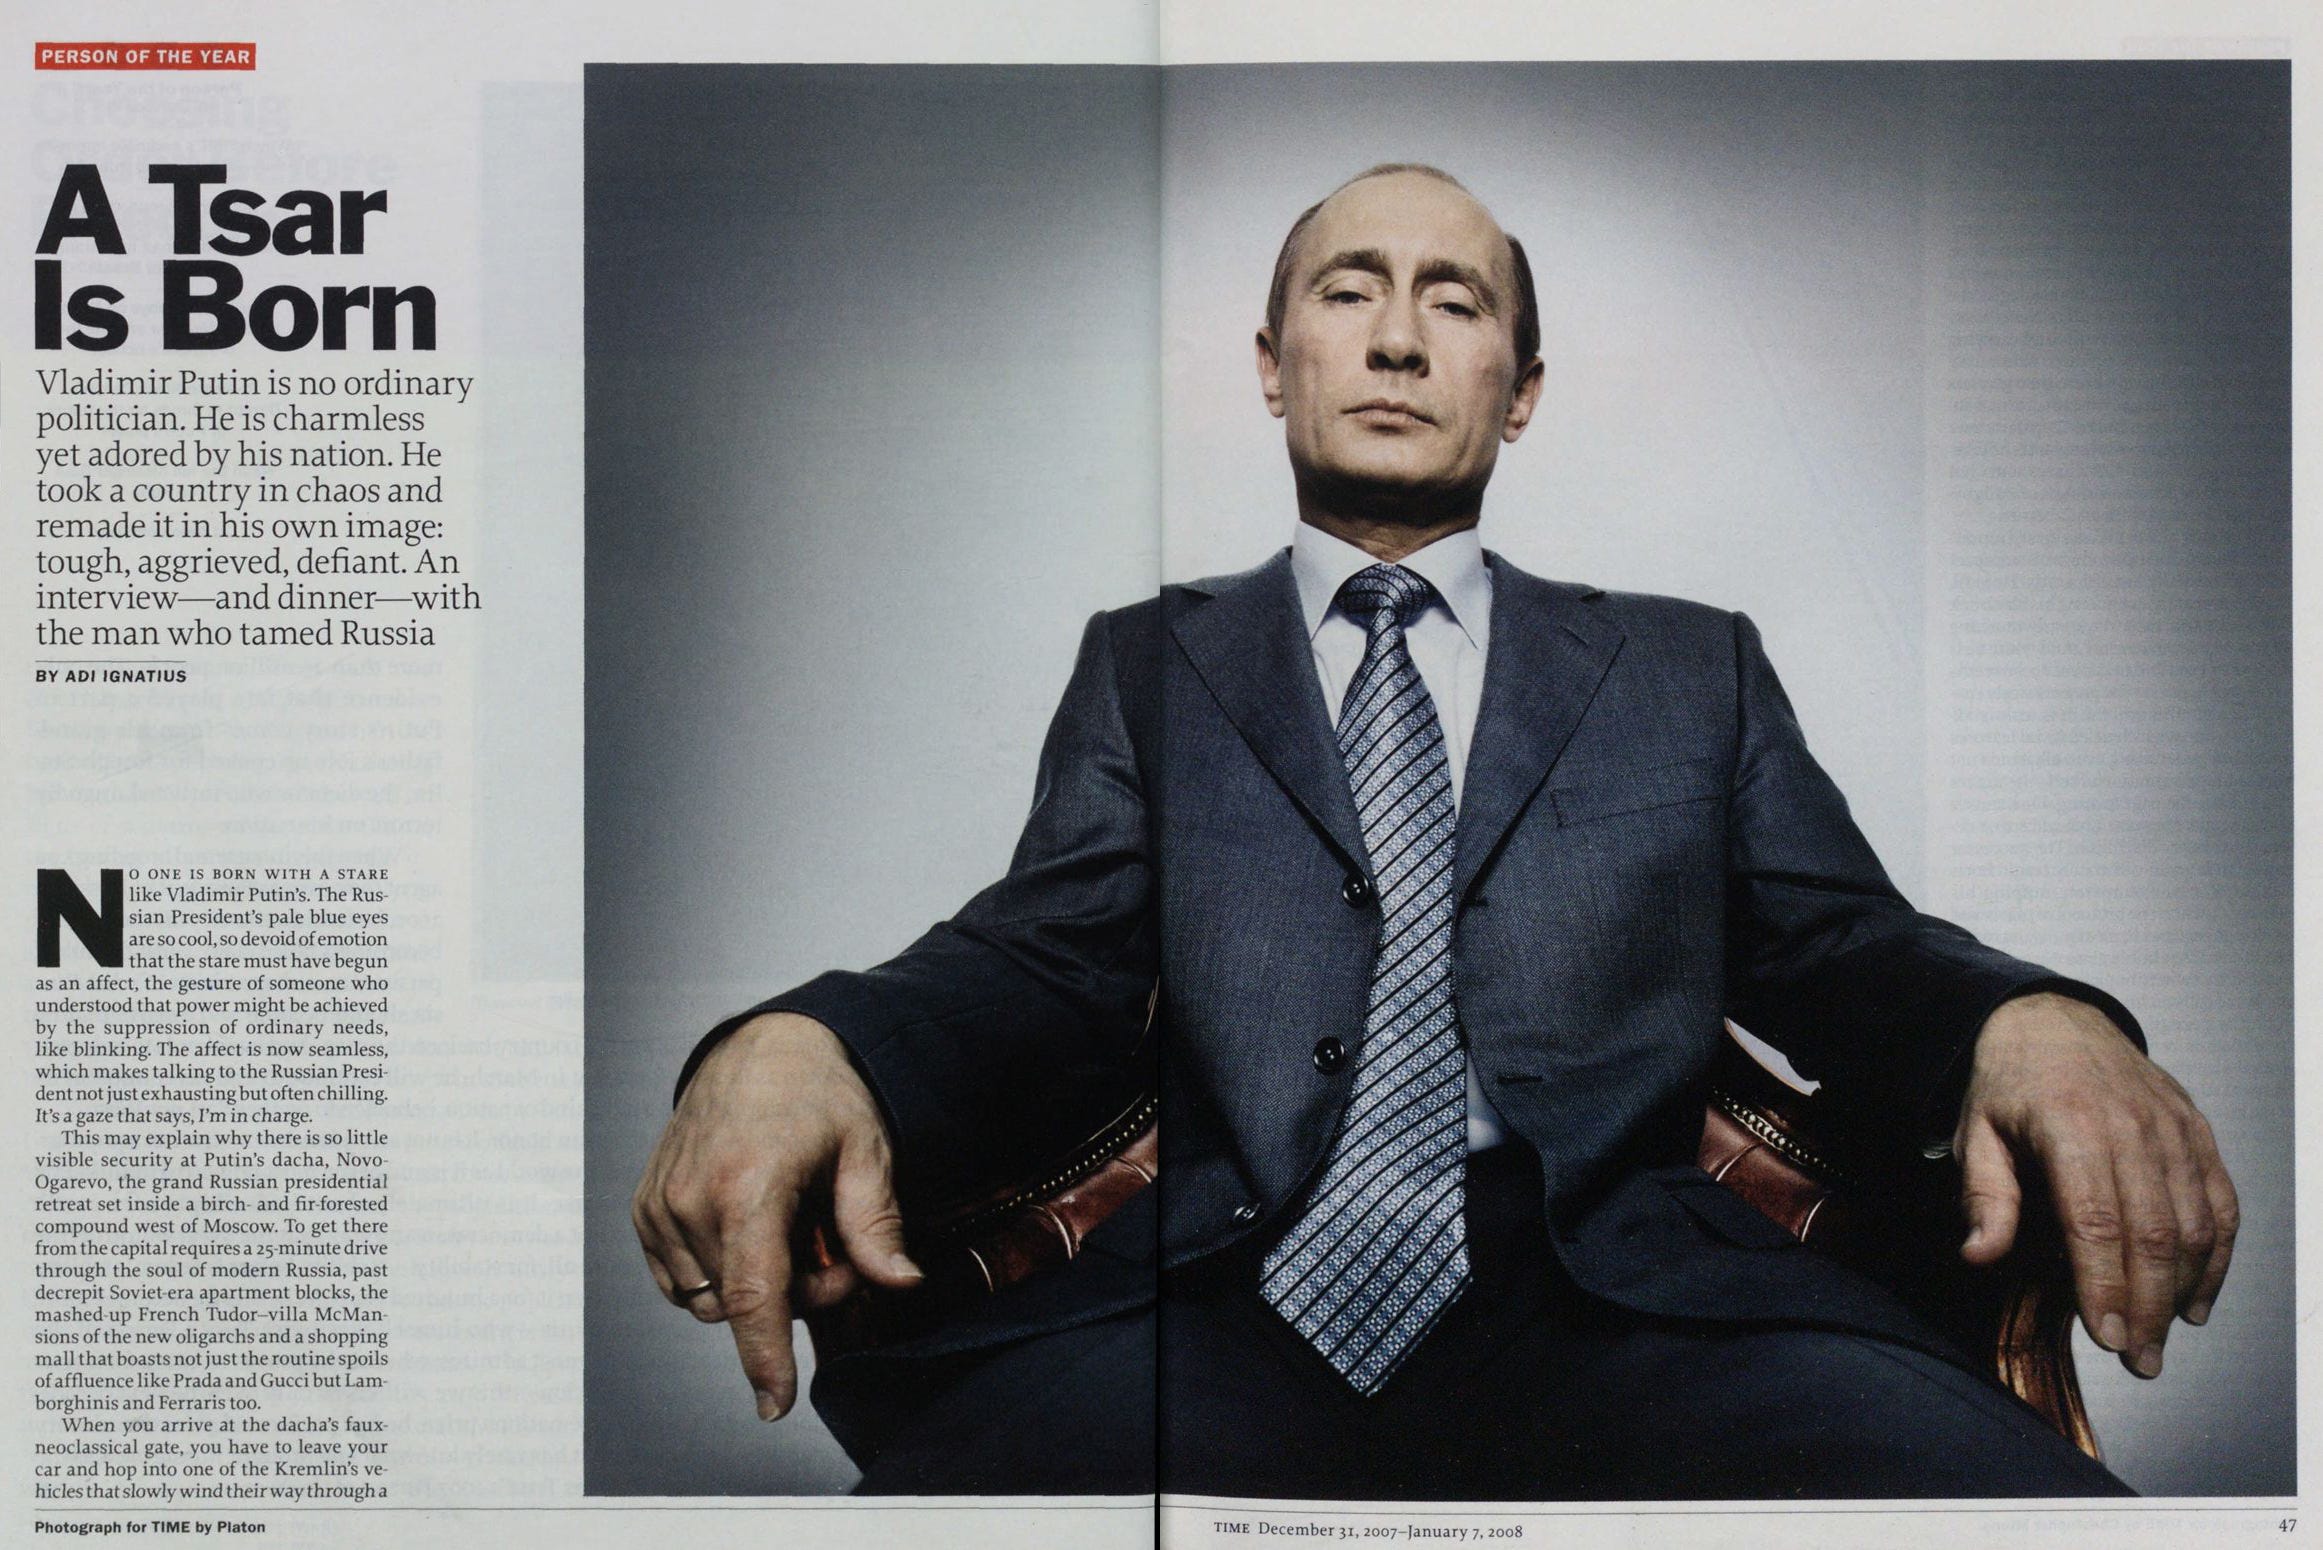 PERSON OF THE YEAR
A Tsar
Is Born
Vladimir Putin is no ordinary
politician. He is charmless
yet adored by his nation. He
took a country in chaos and
remade it in his own image:
tough, aggrieved, defiant. An
interview—and dinner—with
the man who tamed Russia
BY ADI IGNATIUS
NO ONE IS BORN WITH A STARE
like Vladimir Putin's. The Rus-
sian President's pale blue eyes
are so cool, so devoid of emotion
that the stare must have begun
as an affect, the gesture of someone who
understood that power might be achieved
by the suppression of ordinary needs,
like blinking. The affect is now seamless,
which makes talking to the Russian Presi-
dent not just exhausting but often chilling.
It's a gaze that says, I'm in charge.
This may explain why there is so little
visible security at Putin's dacha, Novo-
Ogarevo, the grand Russian presidential
retreat set inside a birch- and fir-forested
compound west of Moscow. To get there
from the capital requires a 25-minute drive
through the soul of modern Russia, past
decrepit Soviet-era apartment blocks, the
mashed-up French Tudor–villa McMan-
sions of the new oligarchs and a shopping
mall that boasts not just the routine spoils
of affluence like Prada and Gucci but Lam-
borghinis and Ferraris too.
When you arrive at the dacha's faux-
neoclassical gate, you have to leave your
car and hop into one of the Kremlin's ve-
hicles that slowly wind their way through a
Photograph for TIME by Platon
TIME December 31, 2007–January 7, 2008
47